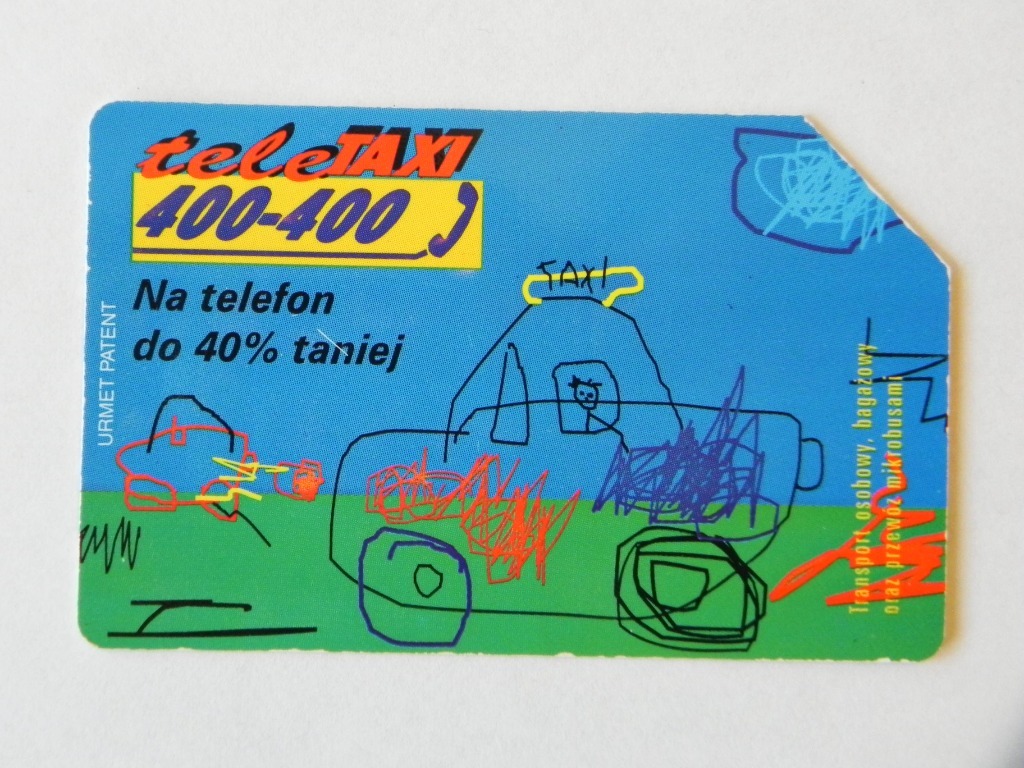 teleTAXI
400-400
Na telefon
do 40% taniej
URMET PATENT
TAXI
Transport osobowy, bagażowy
oraz przewóz mikrobusami